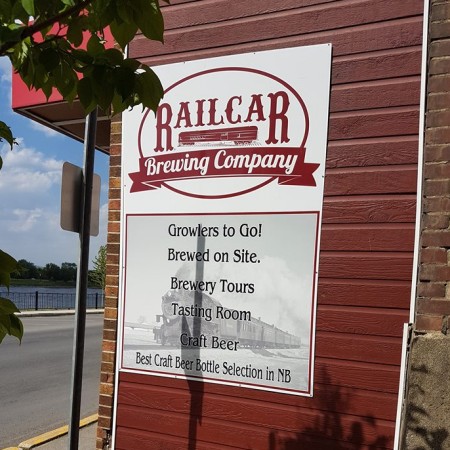 RAILCAR
Brewing Company
Growlers to Go!
Brewed on Site.
Brewery Tours
Tasting Room
Craft Beer
Best Craft Beer Bottle Selection in NB